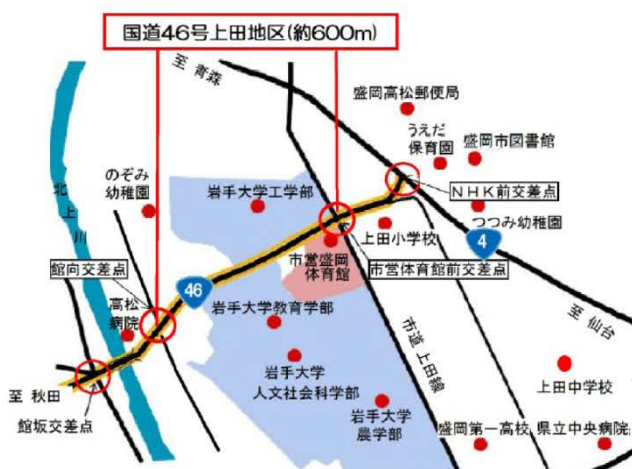 国道46号上田地区(約600m)
至 青森
盛岡高松郵便局
うえだ
保育園
盛岡市図書館
のぞみ
幼稚園
岩手大学工学部
NHK前交差点
北上川
つつみ幼稚園
上田小学校
4
市営盛岡
体育館
市営体育館前交差点
館向交差点
46
高松
病院
岩手大学教育学部
至 仙台
市道上田線
岩手大学
人文社会科学部
上田中学校
至 秋田
館坂交差点
岩手大学
農学部
盛岡第一高校
県立中央病院